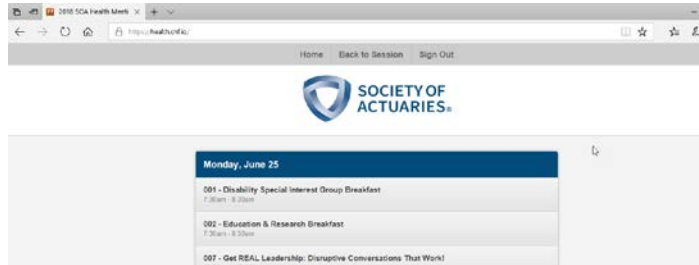 2018 SOA Health Meeti
Home Back to Session Sign Out
SOCIETY OF
ACTUARIES®
Monday, June 25
001 - Disability Special Interest Group Breakfast
002 - Education & Research Breakfast
007 - Get REAL Leadership: Disruptive Conversations That Work!